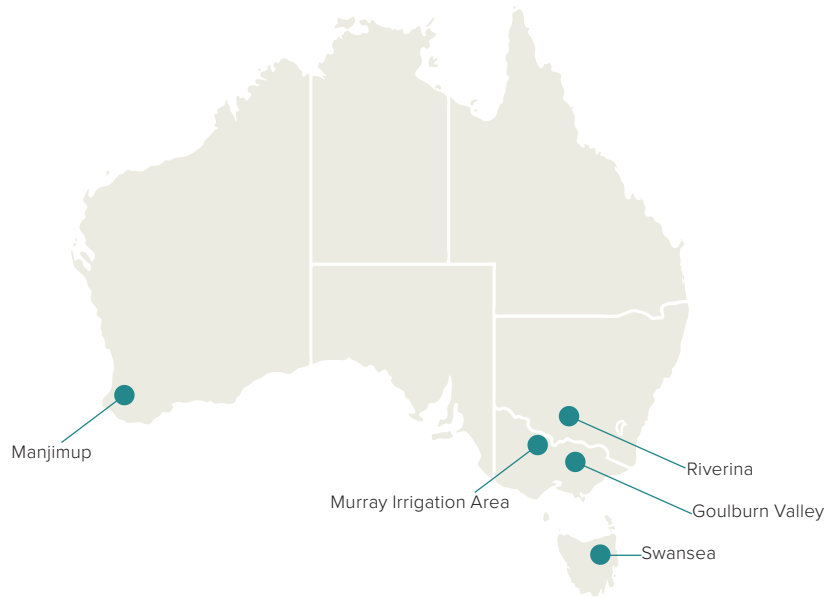 Manjimup
Riverina
Murray Irrigation Area
Goulburn Valley
Swansea